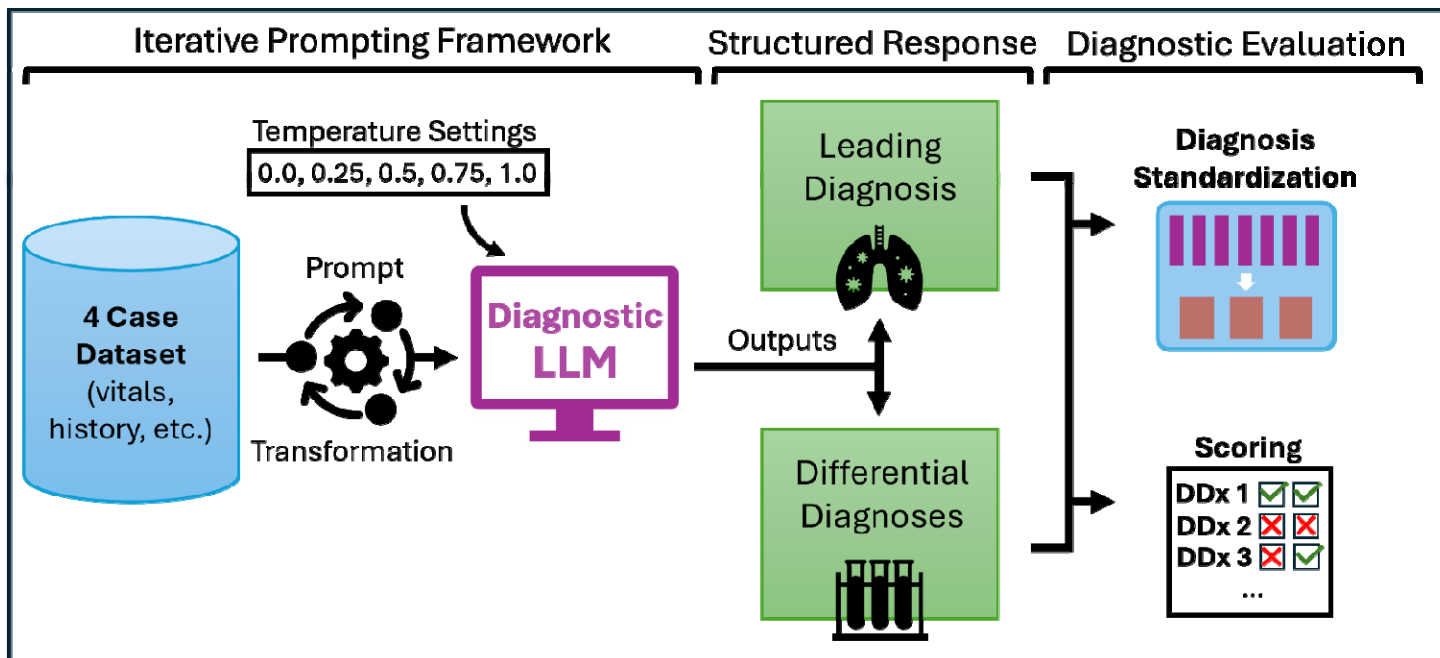 Iterative Prompting Framework
Structured Response
Diagnostic Evaluation
Temperature Settings
0.0, 0.25, 0.5, 0.75, 1.0
4 Case
Dataset
(vitals,
history, etc.)
Prompt
Transformation
Diagnostic
LLM
Outputs
Leading
Diagnosis
Differential
Diagnoses
Diagnosis
Standardization
Scoring
DDx 1
DDx 2
DDx 3
...